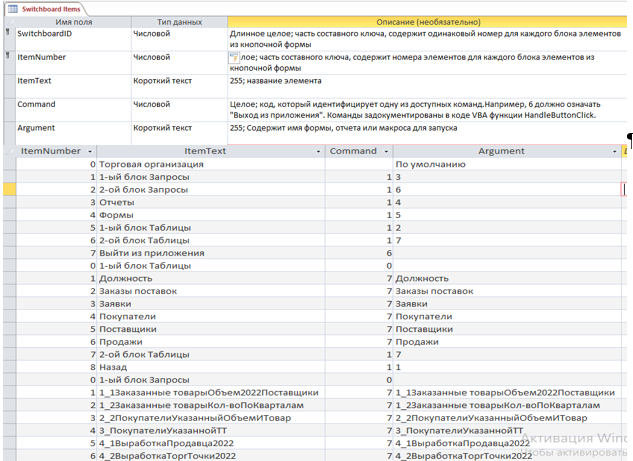 Switchboard Items
Имя поля Тип данных Описание (необязательно)
SwitchboardID Числовой Длинное целое; часть составного ключа, содержит одинаковый номер для каждого блока элементов
из кнопочной формы
ItemNumber Числовой лое; часть составного ключа, содержит номера элементов для каждого блока элементов из
кнопочной формы
ItemText Короткий текст 255; название элемента
Command Числовой Целое; код, который идентифицирует одну из доступных команд.Например, 6 должно означать
"Выход из приложения". Команды задокументированы в коде VBA функции HandleButtonClick.
Argument Короткий текст 255; Содержит имя формы, отчета или макроса для запуска
ItemNumber ItemText Command Argument
0 Торговая организация По умолчанию
1 1-ый блок Запросы 1 3
2 2-ой блок Запросы 1 6
3 Отчеты 1 4
4 Формы 1 5
5 1-ый блок Таблицы 1 2
6 2-ой блок Таблицы 1 7
7 Выйти из приложения 6
0 1-ый блок Таблицы 0
1 Должность 7 Должность
2 Заказы поставок 7 Заказы поставок
3 Заявки 7 Заявки
4 Покупатели 7 Покупатели
5 Поставщики 7 Поставщики
6 Продажи 7 Продажи
7 2-ой блок Таблицы 1 7
8 Назад 1 1
0 1-ый блок Запросы 0
1 1_1Заказанные товарыОбъем2022Поставщики 7 1_1Заказанные товарыОбъем2022Поставщики
2 1_2Заказанные товарыКол-воПоКварталам 7 1_2Заказанные товарыКол-воПоКварталам
3 2_2ПокупателиУказанныйОбъемИТовар 7 2_2ПокупателиУказанныйОбъемИТовар
4 3_ПокупателиУказаннойТТ 7 3_ПокупателиУказаннойТТ
5 4_1ВыработкаПродавца2022 7 4_1ВыработкаПродавца2022
6 4_2ВыработкаТоргТочки2022 7 4_2ВыработкаТоргТочки2022
Активация Win
Чтобы активировать